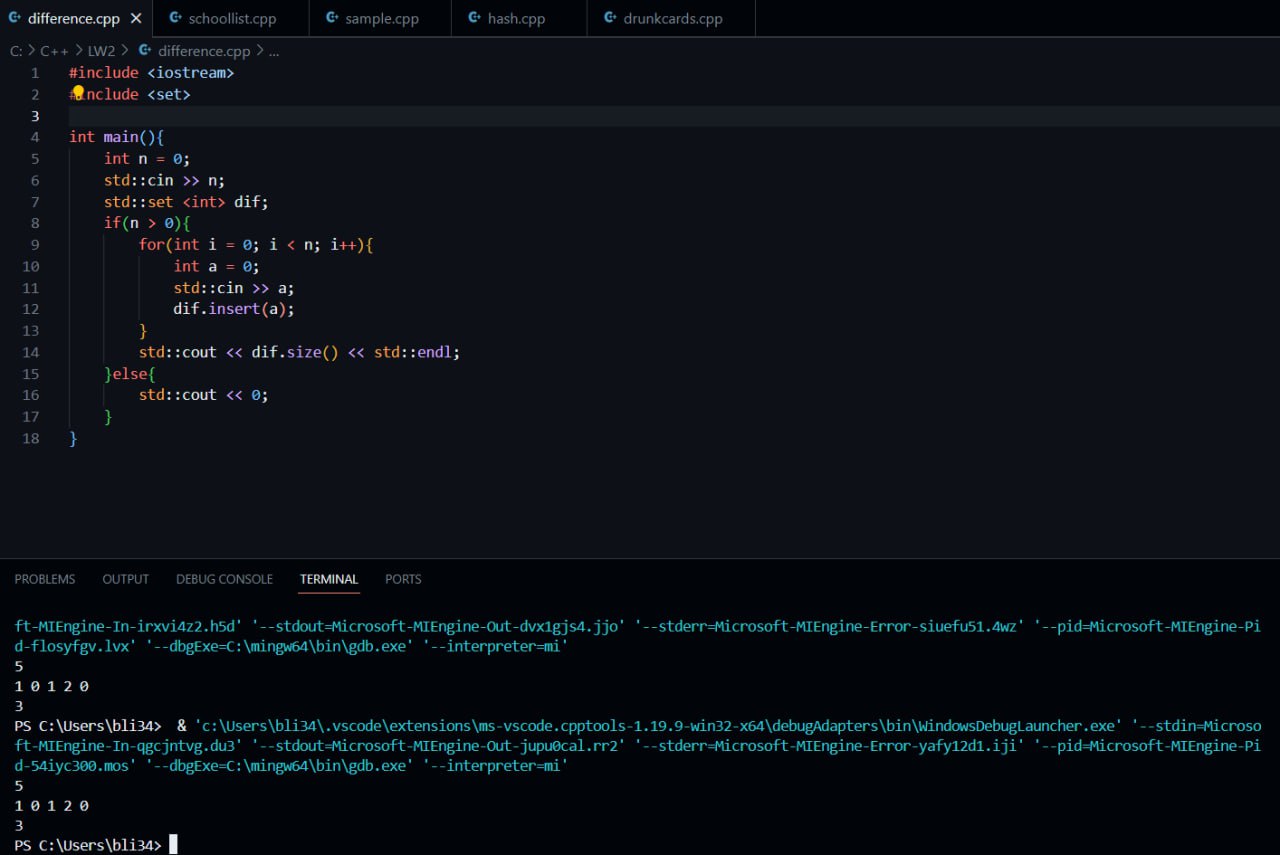 difference.cpp ✕ schoollist.cpp sample.cpp hash.cpp drunkcards.cpp
C: > C++ > LW2 > difference.cpp > ...
1 #include <iostream>
2 #include <set>
3
4 int main(){
5 int n = 0;
6 std::cin >> n;
7 std::set <int> dif;
8 if(n > 0){
9 for(int i = 0; i < n; i++){
10 int a = 0;
11 std::cin >> a;
12 dif.insert(a);
13 }
14 std::cout << dif.size() << std::endl;
15 }else{
16 std::cout << 0;
17 }
18 }
PROBLEMS OUTPUT DEBUG CONSOLE TERMINAL PORTS
ft-MIEngine-In-irxvi4z2.h5d' '--stdout=Microsoft-MIEngine-Out-dvx1gjs4.jjo' '--stderr=Microsoft-MIEngine-Error-siuefu51.4wz' '--pid=Microsoft-MIEngine-Pi
d-flosyfgv.lvx' '--dbgExe=C:\mingw64\bin\gdb.exe' '--interpreter=mi'
5
1 0 1 2 0
3
PS C:\Users\bli34> & 'c:\Users\bli34\.vscode\extensions\ms-vscode.cpptools-1.19.9-win32-x64\debugAdapters\bin\WindowsDebugLauncher.exe' '--stdin=Microso
ft-MIEngine-In-qgcjntvg.du3' '--stdout=Microsoft-MIEngine-Out-jupu0cal.rr2' '--stderr=Microsoft-MIEngine-Error-yafy12d1.iji' '--pid=Microsoft-MIEngine-Pi
d-54iyc300.mos' '--dbgExe=C:\mingw64\bin\gdb.exe' '--interpreter=mi'
5
1 0 1 2 0
3
PS C:\Users\bli34>